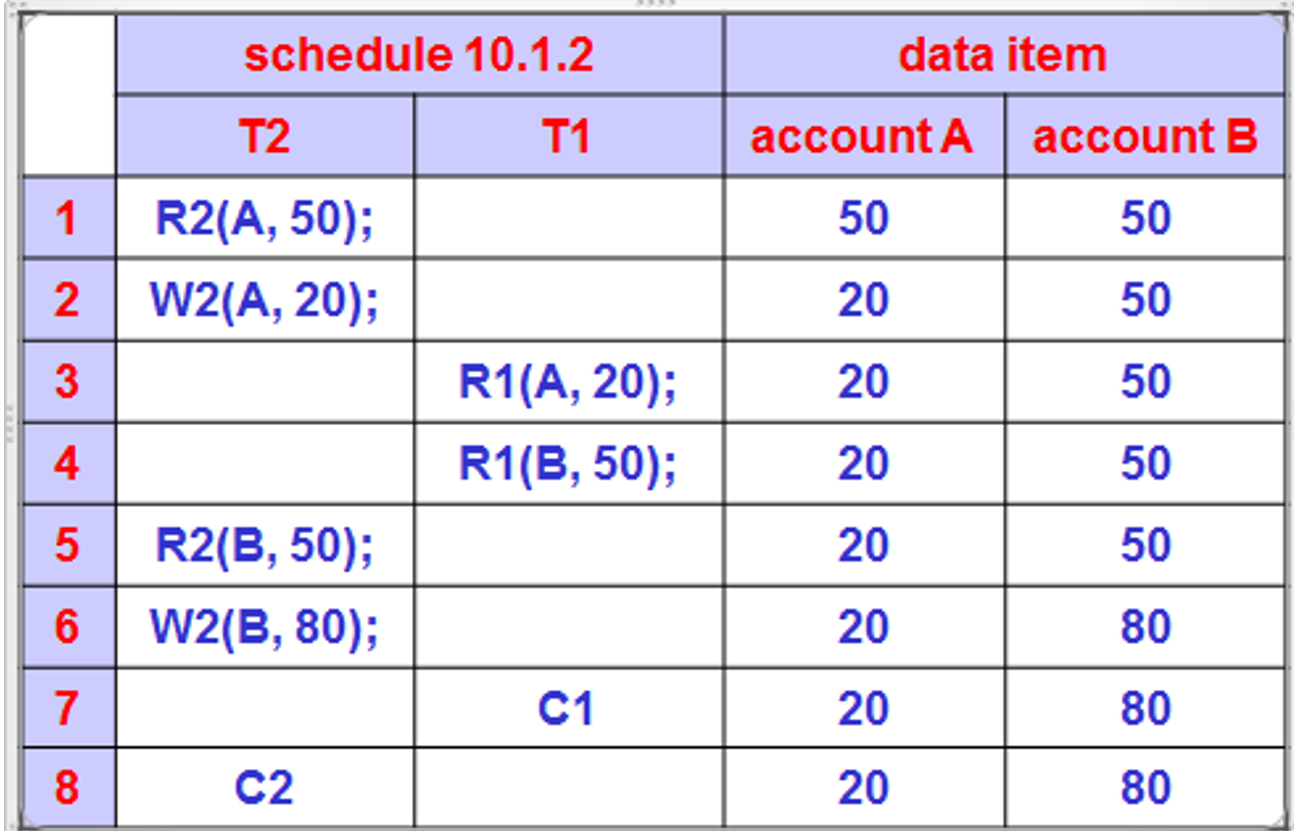 schedule 10.1.2 data item
T2 T1 account A account B
1 R2(A, 50); 50 50
2 W2(A, 20); 20 50
3 R1(A, 20); 20 50
4 R1(B, 50); 20 50
5 R2(B, 50); 20 50
6 W2(B, 80); 20 80
7 C1 20 80
8 C2 20 80